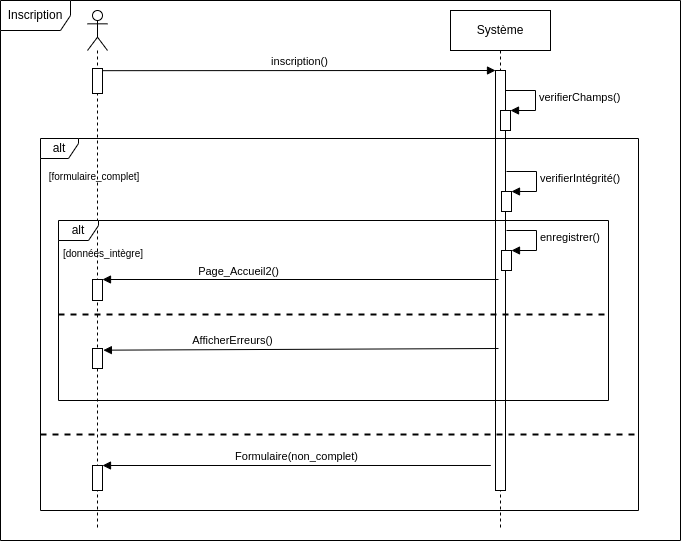 Inscription
Système
inscription()
verifierChamps()
alt
[formulaire_complet]
verifierIntégrité()
alt
enregistrer()
[données_intègre]
Page_Accueil2()
AfficherErreurs()
Formulaire(non_complet)